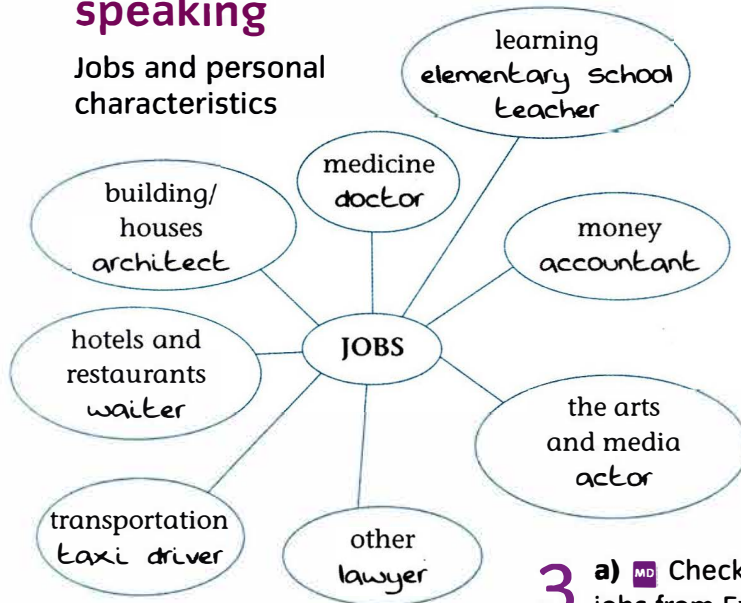 speaking
Jobs and personal
characteristics
learning
elementary school
teacher
medicine
doctor
building/
houses
architect
money
accountant
JOBS
hotels and
restaurants
waiter
the arts
and media
actor
transportation
taxi driver
other
lawyer
3 a) MD Check